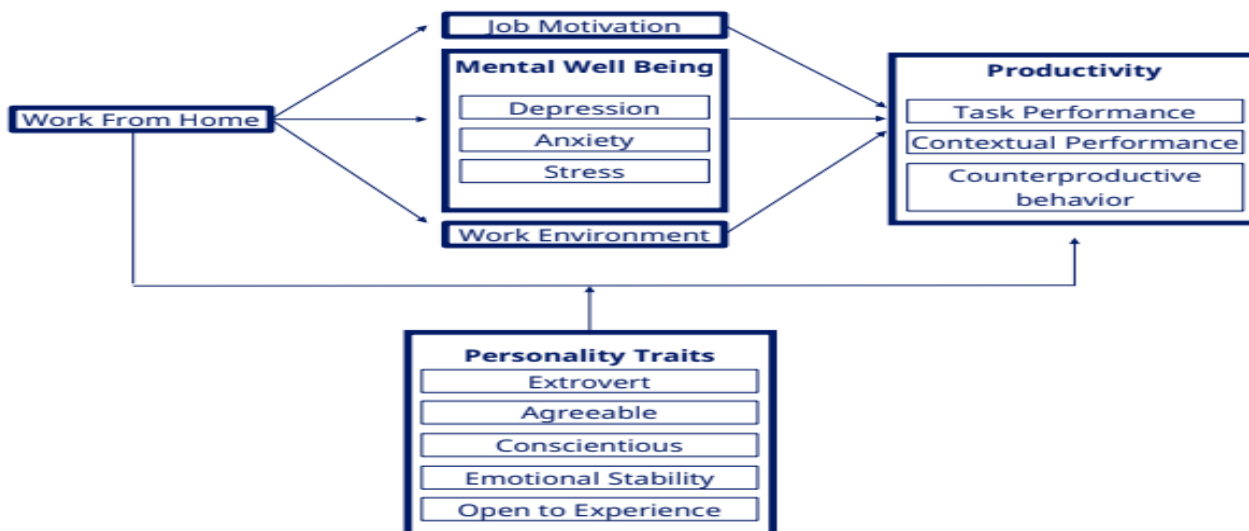 Job Motivation
Mental Well Being
Depression
Anxiety
Stress
Work From Home
Work Environment
Productivity
Task Performance
Contextual Performance
Counterproductive
behavior
Personality Traits
Extrovert
Agreeable
Conscientious
Emotional Stability
Open to Experience